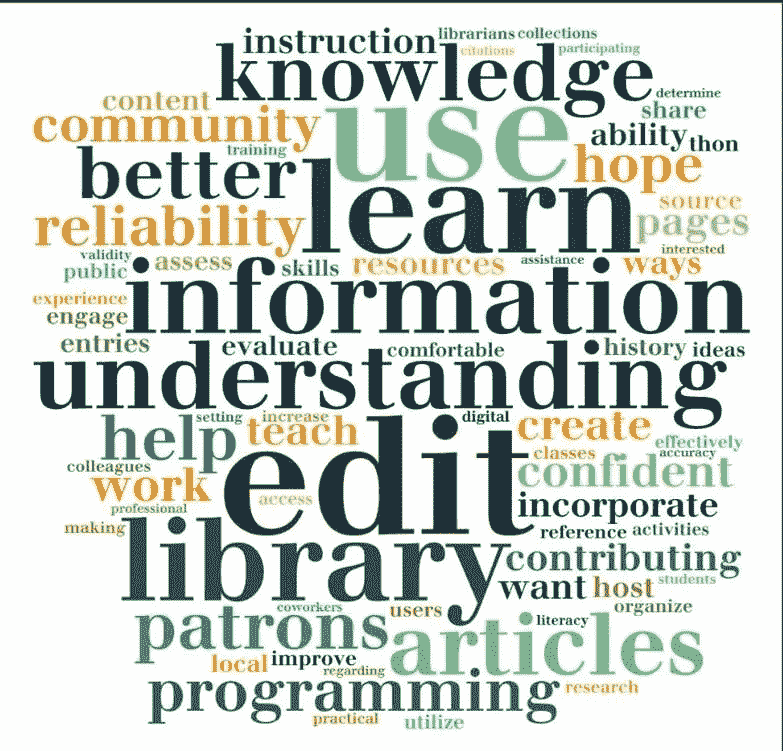 instruction librarians collections
citations participating
knowledge determine
content share
community use ability thon
training
better hope
learn source
reliability pages
validity interested
public assess skills resources assistance ways
information
experience
engage
entries evaluate comfortable history ideas
understanding
setting increase digital create
help teach effectively
edit classes accuracy
colleagues confident
work access
professional incorporate
making reference activities
library contributing
want host students
coworkers users organize
patrons literacy
articles
local improve
regarding
programming research
practical utilize